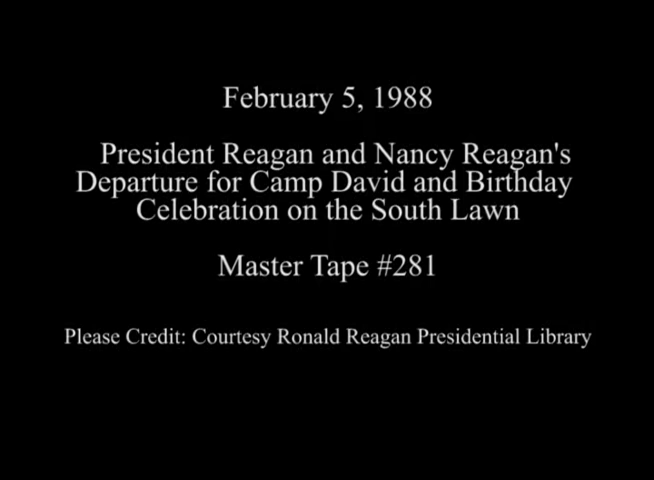 February 5, 1988
President Reagan and Nancy Reagan's
Departure for Camp David and Birthday
Celebration on the South Lawn
Master Tape #281
Please Credit: Courtesy Ronald Reagan Presidential Library